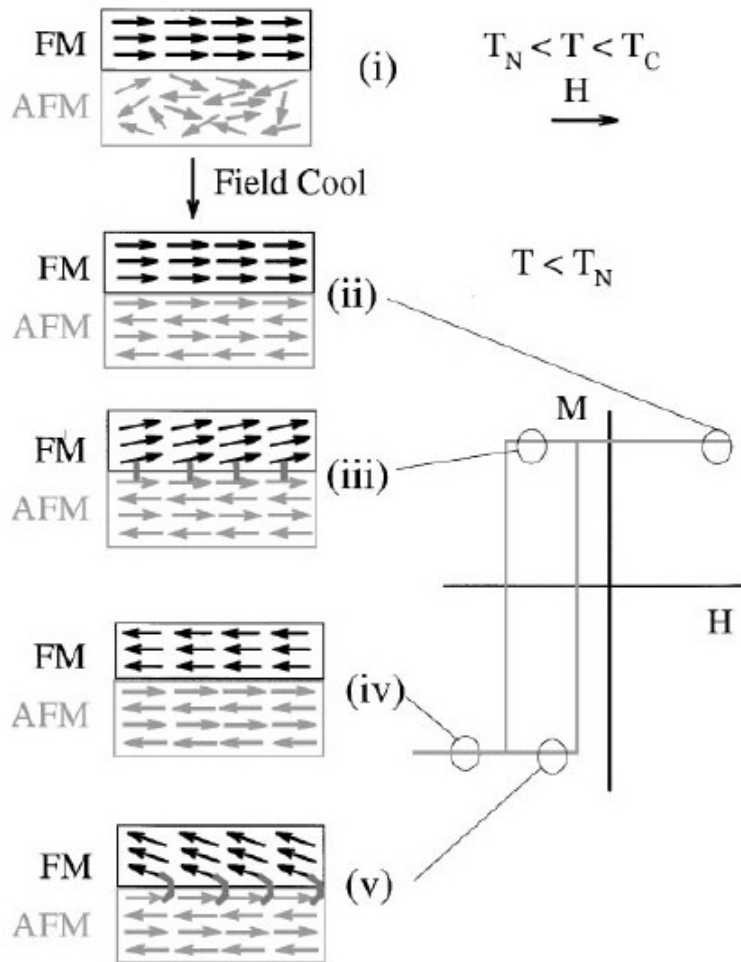 FM
(i)
T_N < T < T_C
H
AFM
Field Cool
FM
(ii)
T < T_N
AFM
M
FM
(iii)
AFM
H
FM
(iv)
AFM
FM
(v)
AFM